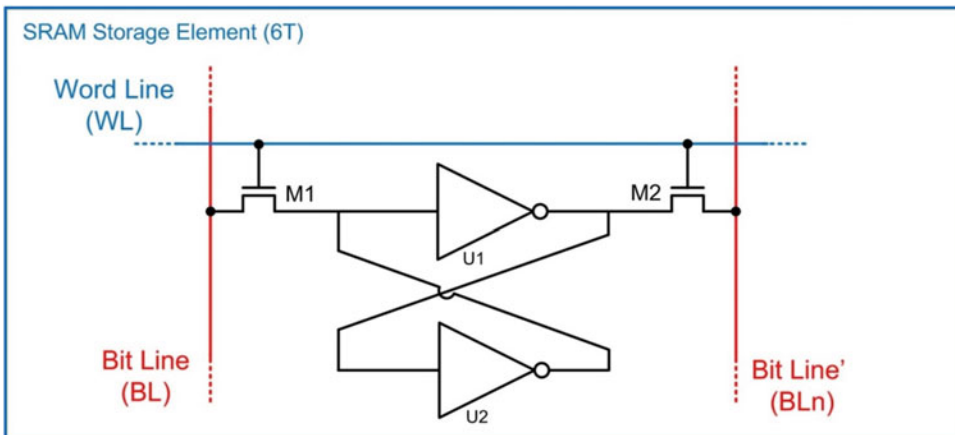 SRAM Storage Element (6T)
Word Line
(WL)
M1
M2
U1
Bit Line
(BL)
U2
Bit Line'
(BLn)